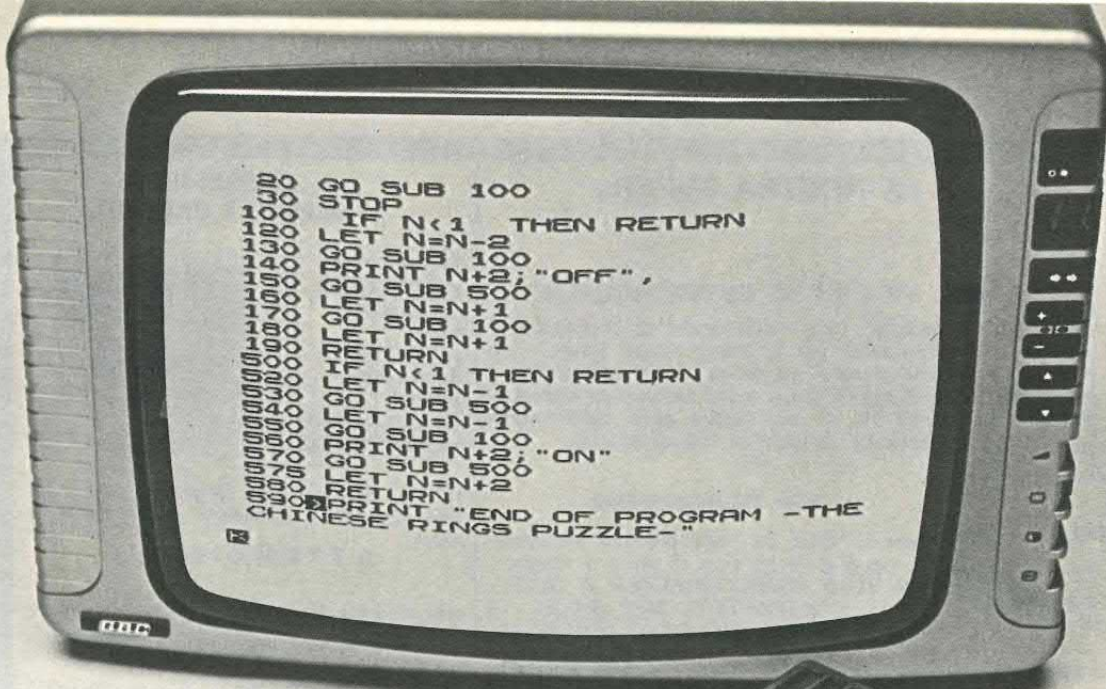 20 GO SUB 100
30 STOP
100 IF N<1 THEN RETURN
120 LET N=N-2
130 GO SUB 100
140 PRINT N+2;"OFF",
150 GO SUB 500
160 LET N=N+1
170 GO SUB 100
180 LET N=N+1
190 RETURN
500 IF N<1 THEN RETURN
520 LET N=N-1
530 GO SUB 500
540 LET N=N-1
550 GO SUB 100
560 PRINT N+2;"ON"
570 GO SUB 500
575 LET N=N+2
580 RETURN
590>PRINT "END OF PROGRAM -THE
CHINESE RINGS PUZZLE-"
K